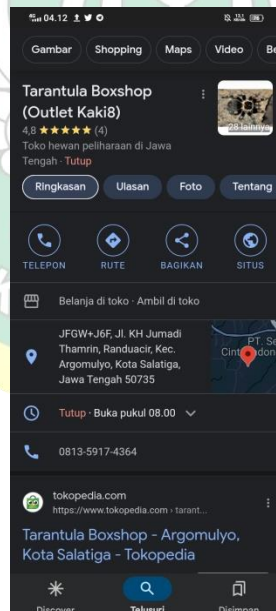 04.12
Gambar Shopping Maps Video Be
Tarantula Boxshop
(Outlet Kaki8)
4,8 ★★★★★ (4)
28 lainnya
Toko hewan peliharaan di Jawa
Tengah · Tutup
Ringkasan Ulasan Foto Tentang
TELEPON RUTE BAGIKAN SITUS
Belanja di toko · Ambil di toko
JFGW+J6F, Jl. KH Jumadi
Thamrin, Randuacir, Kec.
Argomulyo, Kota Salatiga,
Jawa Tengah 50735
PT. Se
Tutup · Buka pukul 08.00
0813-5917-4364
tokopedia.com
https://www.tokopedia.com › tarant...
Tarantula Boxshop - Argomulyo,
Kota Salatiga - Tokopedia
Discover Telusuri Disimpan